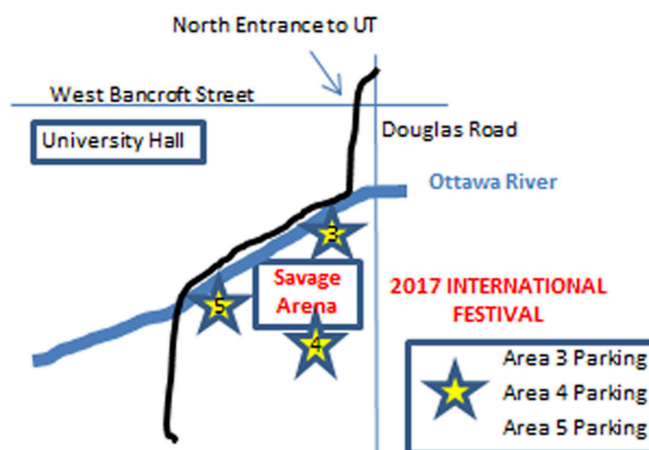 North Entrance to UT
West Bancroft Street
Douglas Road
University Hall
Ottawa River
3
Savage
Arena
5
4
2017 INTERNATIONAL
FESTIVAL
Area 3 Parking
Area 4 Parking
Area 5 Parking